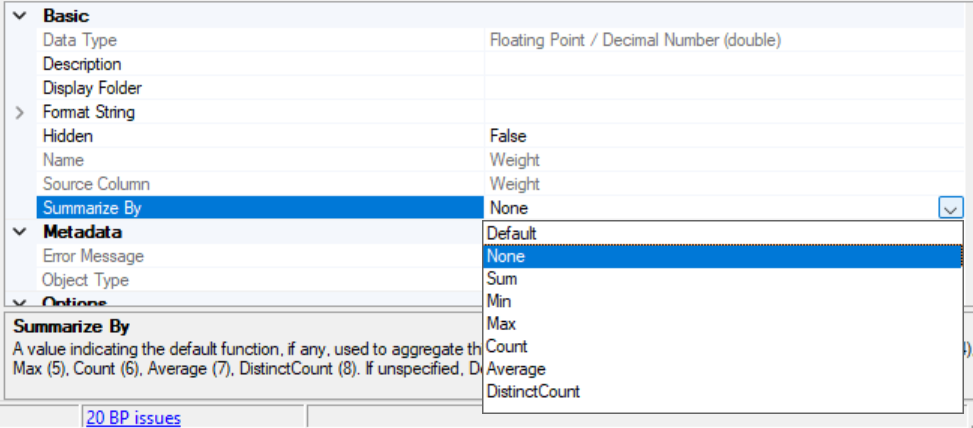 Basic
Data Type Floating Point / Decimal Number (double)
Description
Display Folder
Format String
Hidden False
Name Weight
Source Column Weight
Summarize By None
Metadata Default
Error Message None
Object Type Sum
Options Min
Summarize By Max
A value indicating the default function, if any, used to aggregate th Count 4),
Max (5), Count (6), Average (7), DistinctCount (8). If unspecified, D Average
DistinctCount
20 BP issues